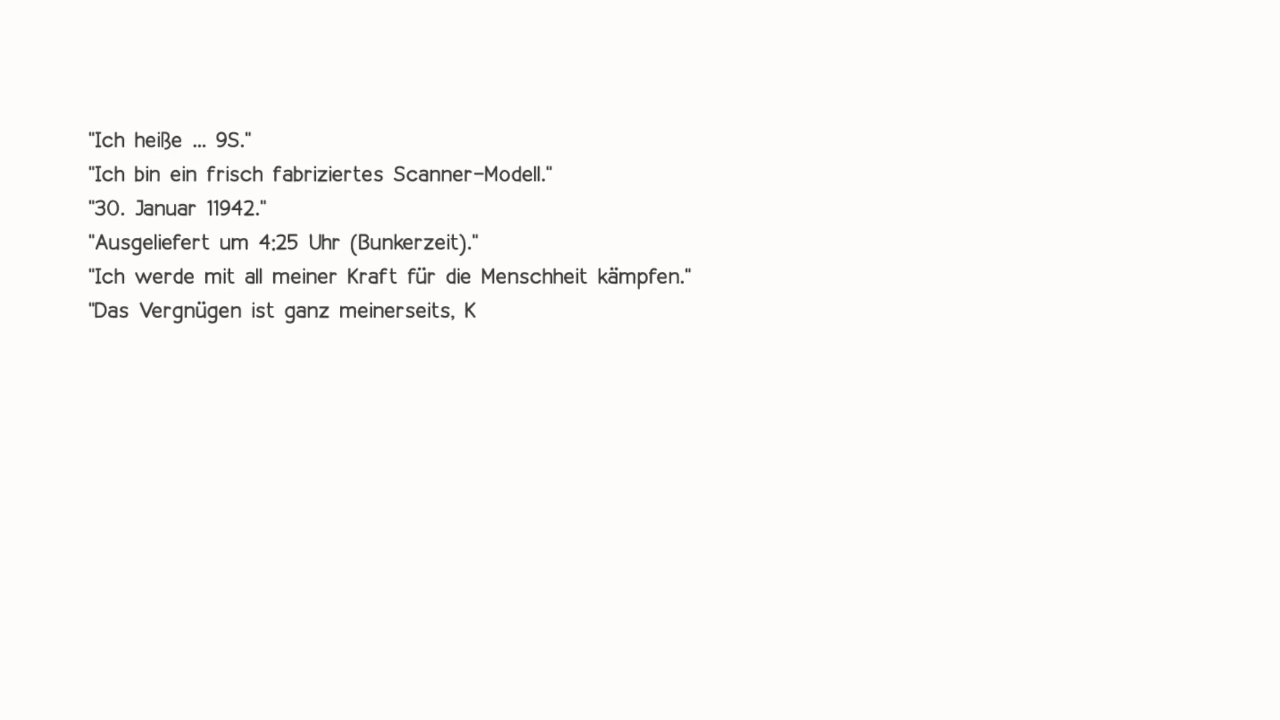 "Ich heiße ... 9S."
"Ich bin ein frisch fabriziertes Scanner-Modell."
"30. Januar 11942."
"Ausgeliefert um 4:25 Uhr (Bunkerzeit)."
"Ich werde mit all meiner Kraft für die Menschheit kämpfen."
"Das Vergnügen ist ganz meinerseits, K